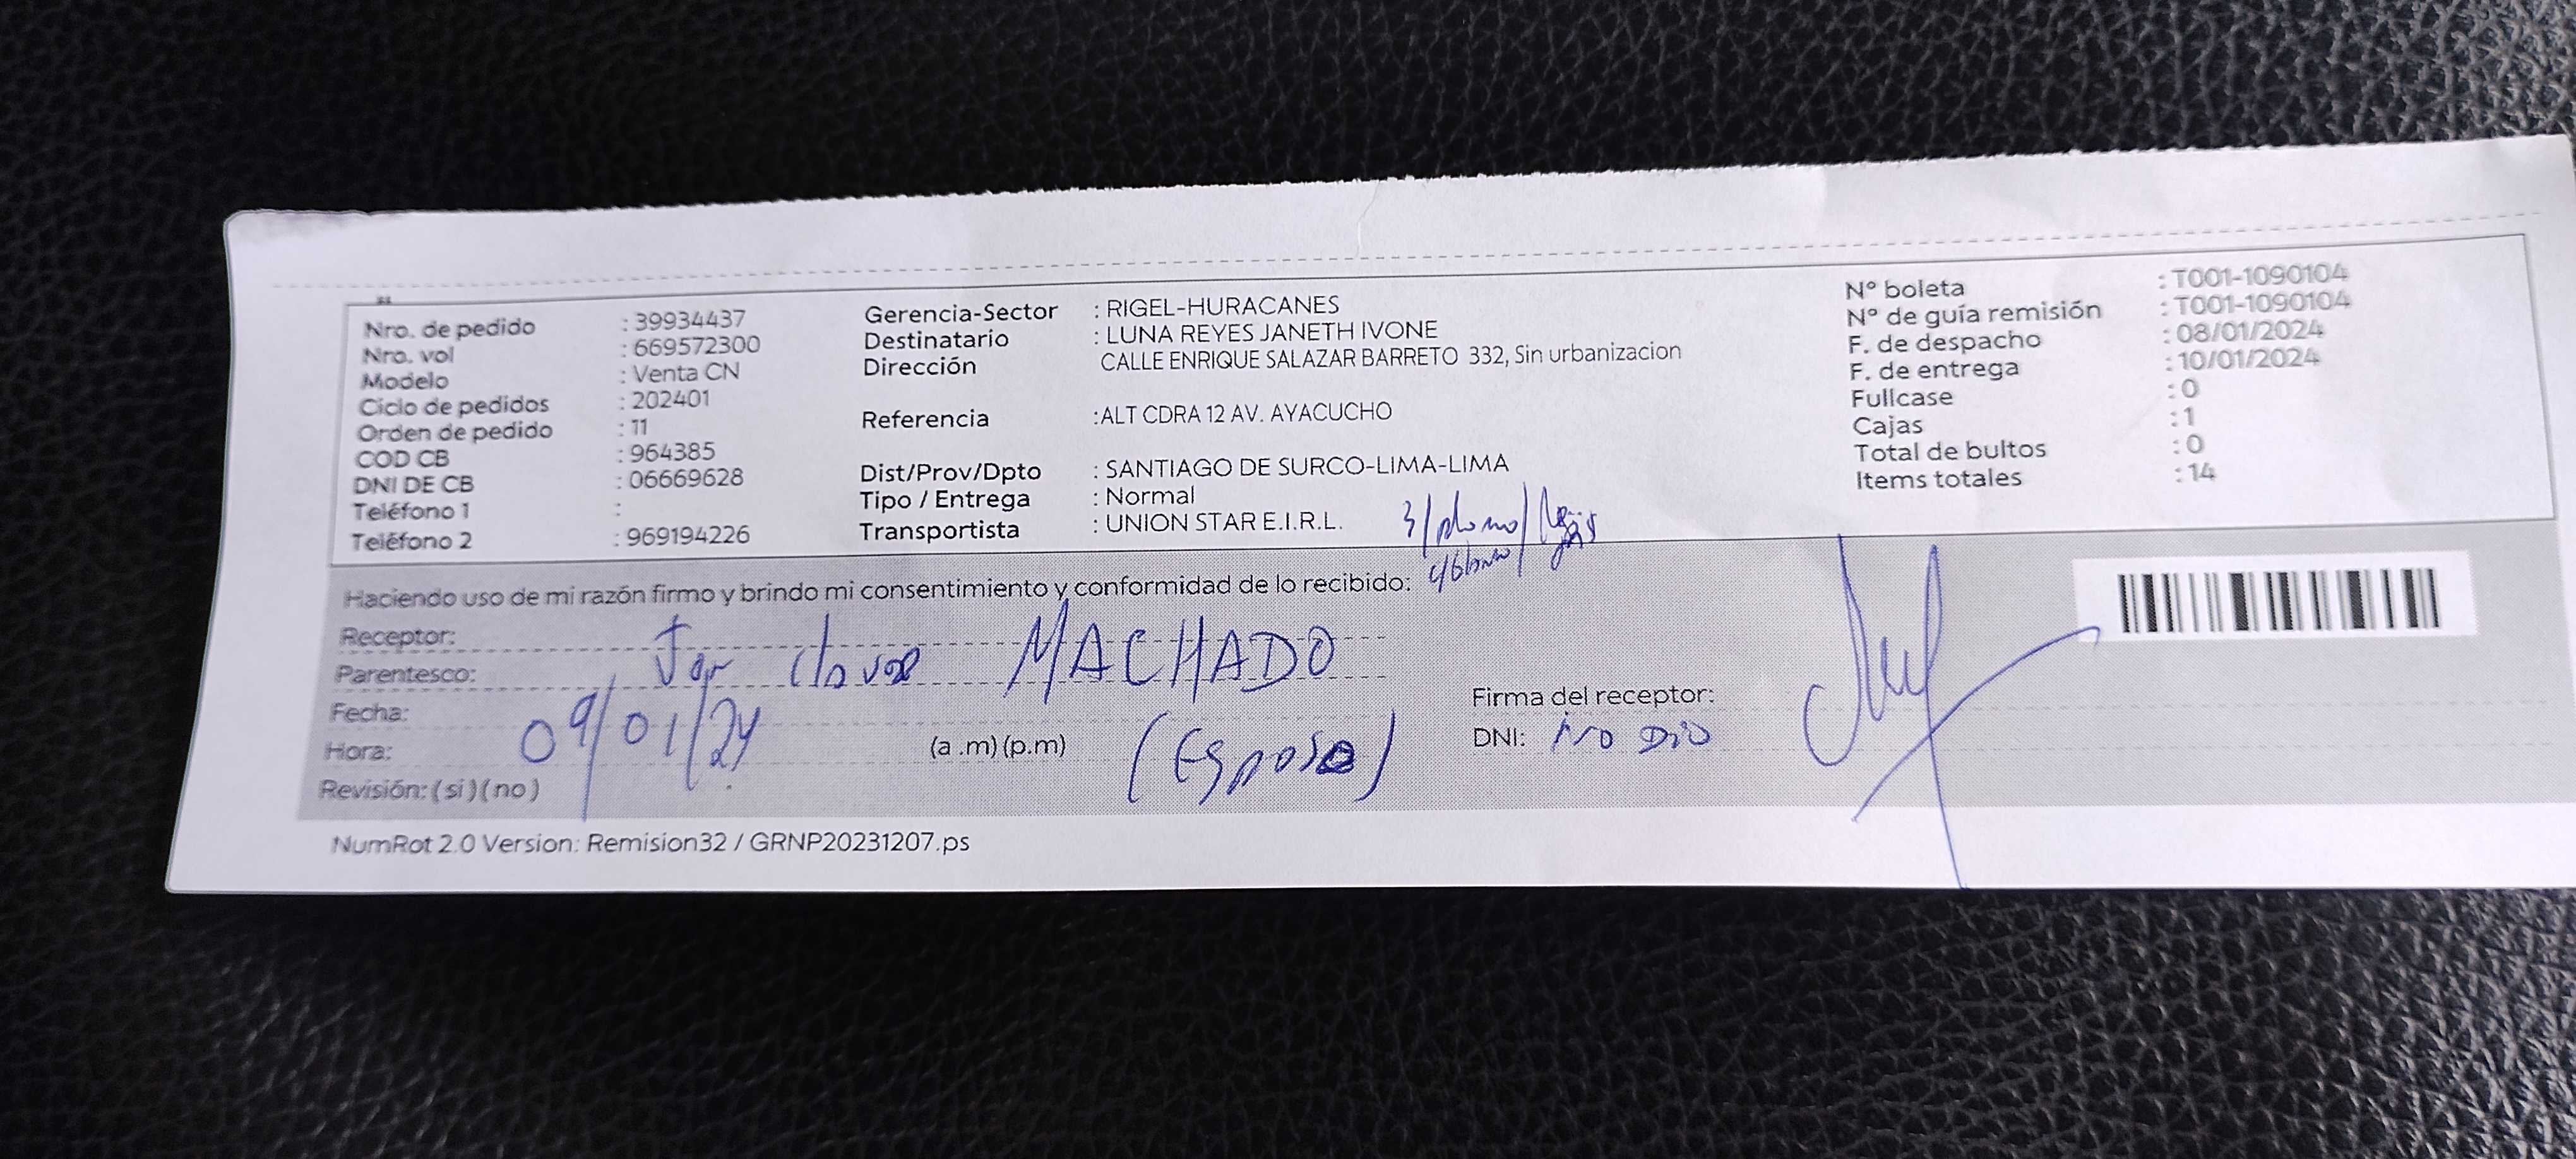 Nro. de pedido : 39934437
Nro. vol : 669572300
Modelo : Venta CN
Ciclo de pedidos : 202401
Orden de pedido : 11
COD CB : 964385
DNI DE CB : 06669628
Teléfono 1 :
Teléfono 2 : 969194226
Gerencia-Sector : RIGEL-HURACANES
Destinatario : LUNA REYES JANETH IVONE
Dirección CALLE ENRIQUE SALAZAR BARRETO 332, Sin urbanizacion
Referencia :ALT CDRA 12 AV. AYACUCHO
Dist/Prov/Dpto : SANTIAGO DE SURCO-LIMA-LIMA
Tipo / Entrega : Normal
Transportista : UNION STAR E.I.R.L.
N° boleta : T001-1090104
N° de guía remisión : T001-1090104
F. de despacho : 08/01/2024
F. de entrega : 10/01/2024
Fullcase : 0
Cajas : 1
Total de bultos : 0
Items totales : 14
3/plomo/
Haciendo uso de mi razón firmo y brindo mi consentimiento y conformidad de lo recibido:
Receptor: MACHADO
Parentesco:
Fecha: 09/01/24
Hora: (a .m) (p.m) (Esposo)
Revisión: (si) (no)
Firma del receptor:
DNI: No Dio
NumRot 2.0 Version: Remision32 / GRNP20231207.ps